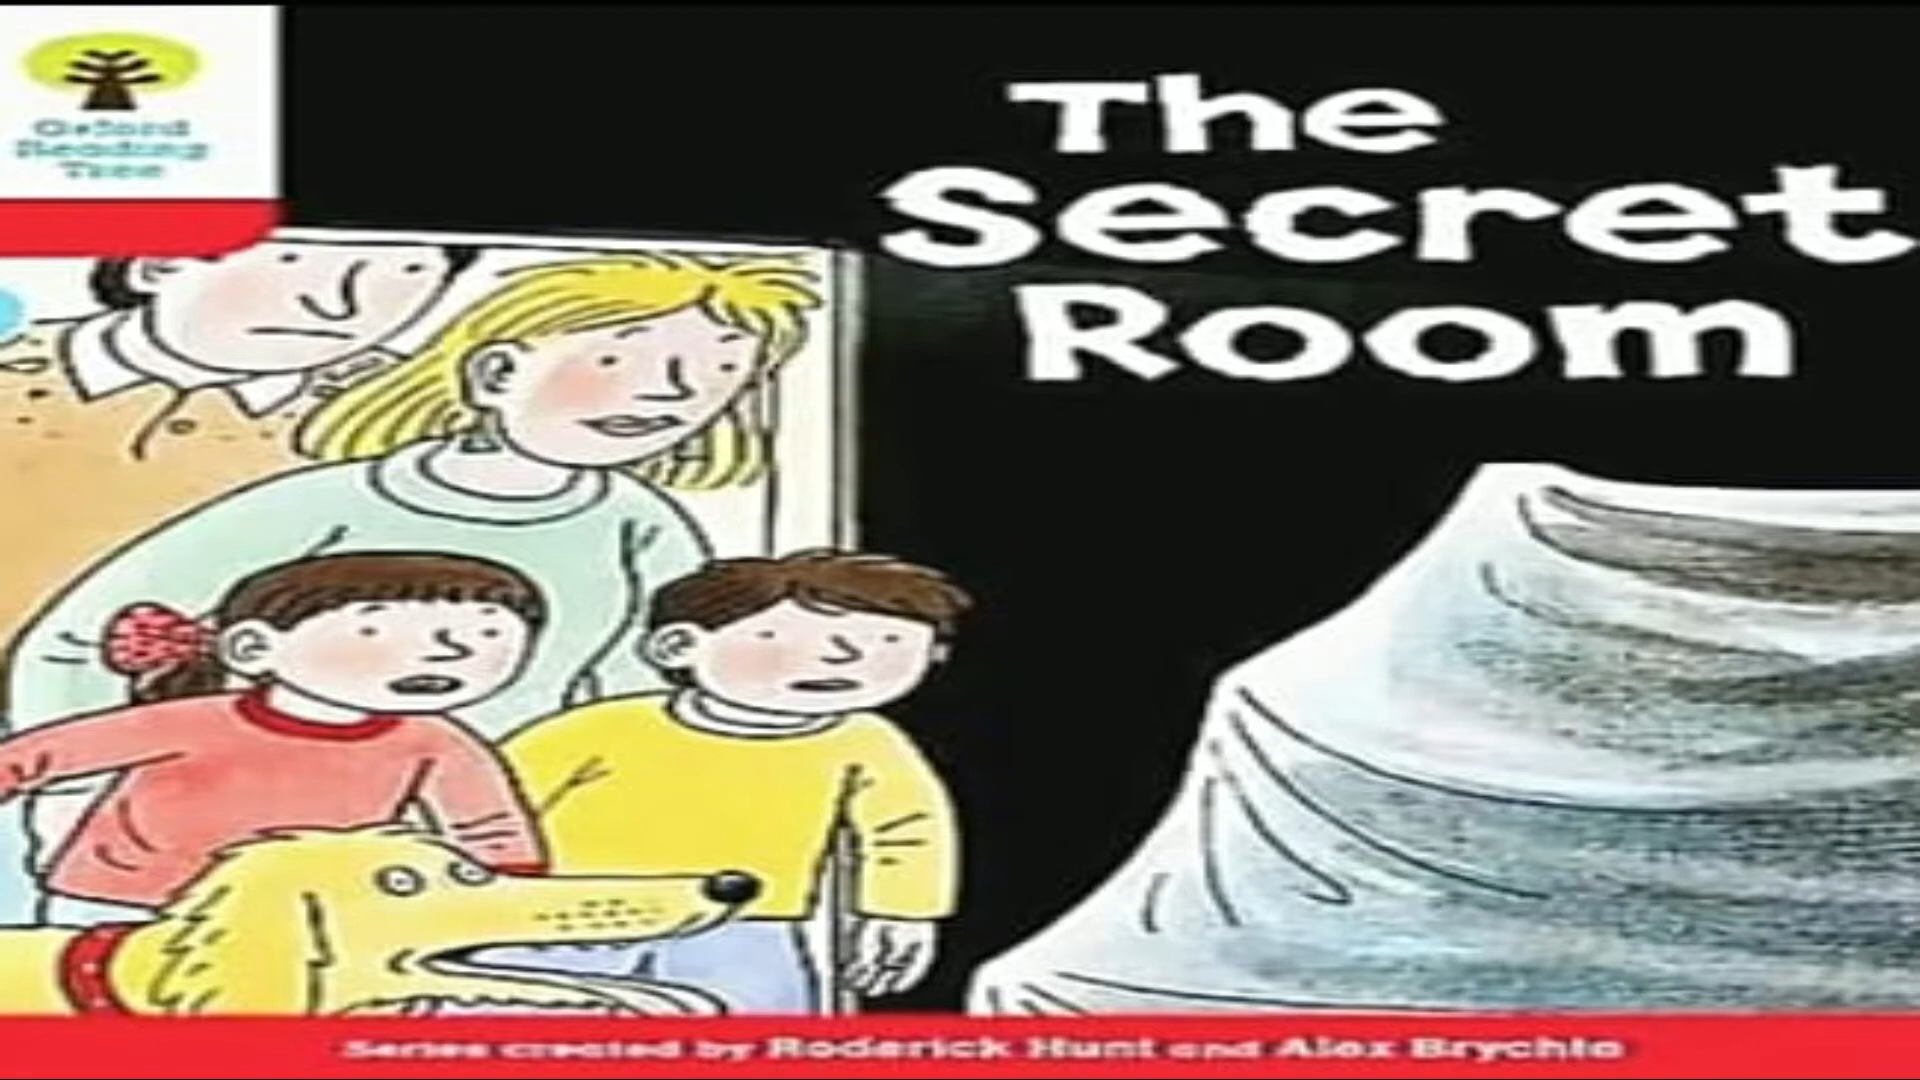 Oxford
Reading
Tree
The
Secret
Room
Series created by Roderick Hunt and Alex Brychta